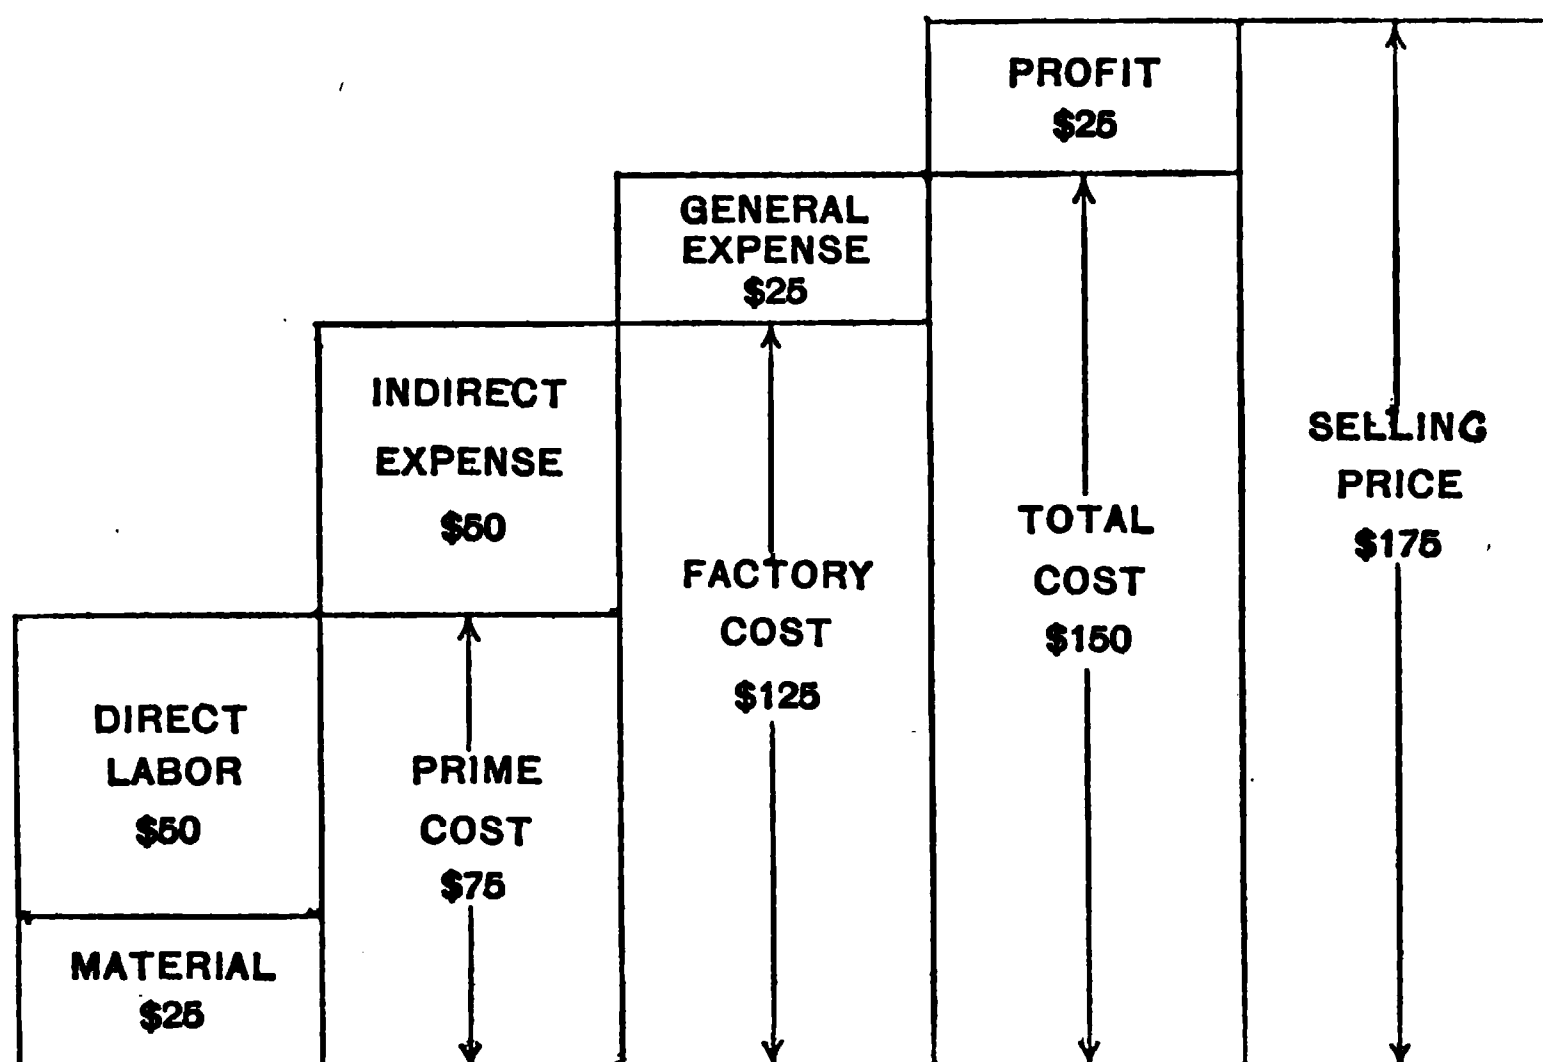 PROFIT
$25
GENERAL
EXPENSE
$25
INDIRECT
EXPENSE
$50
SELLING
PRICE
$175
TOTAL
COST
$150
FACTORY
COST
$125
DIRECT
LABOR
$50
PRIME
COST
$75
MATERIAL
$25